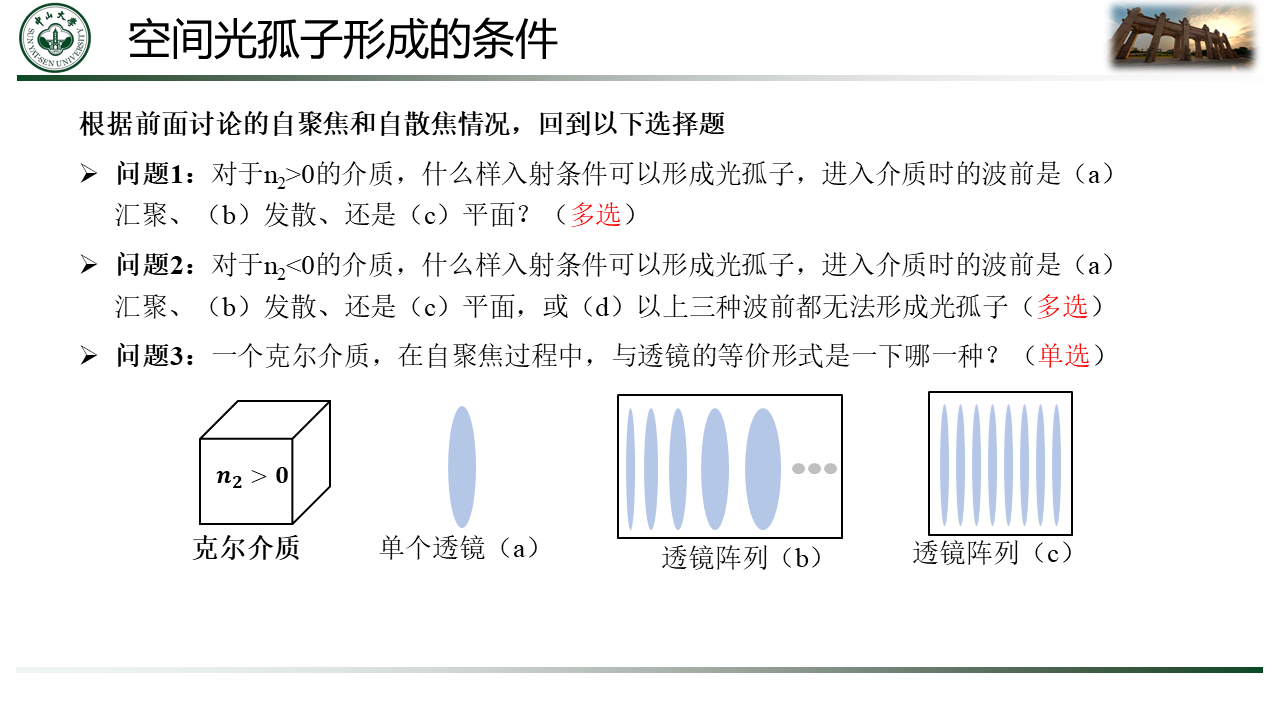 中山大学
SUN YAT-SEN UNIVERSITY
空间光孤子形成的条件
根据前面讨论的自聚焦和自散焦情况，回到以下选择题
➢ 问题1：对于n₂>0的介质，什么样入射条件可以形成光孤子，进入介质时的波前是（a）
汇聚、（b）发散、还是（c）平面？（多选）
➢ 问题2：对于n₂<0的介质，什么样入射条件可以形成光孤子，进入介质时的波前是（a）
汇聚、（b）发散、还是（c）平面，或（d）以上三种波前都无法形成光孤子（多选）
➢ 问题3：一个克尔介质，在自聚焦过程中，与透镜的等价形式是一下哪一种？（单选）
n₂ > 0
克尔介质
单个透镜（a）
透镜阵列（b）
透镜阵列（c）